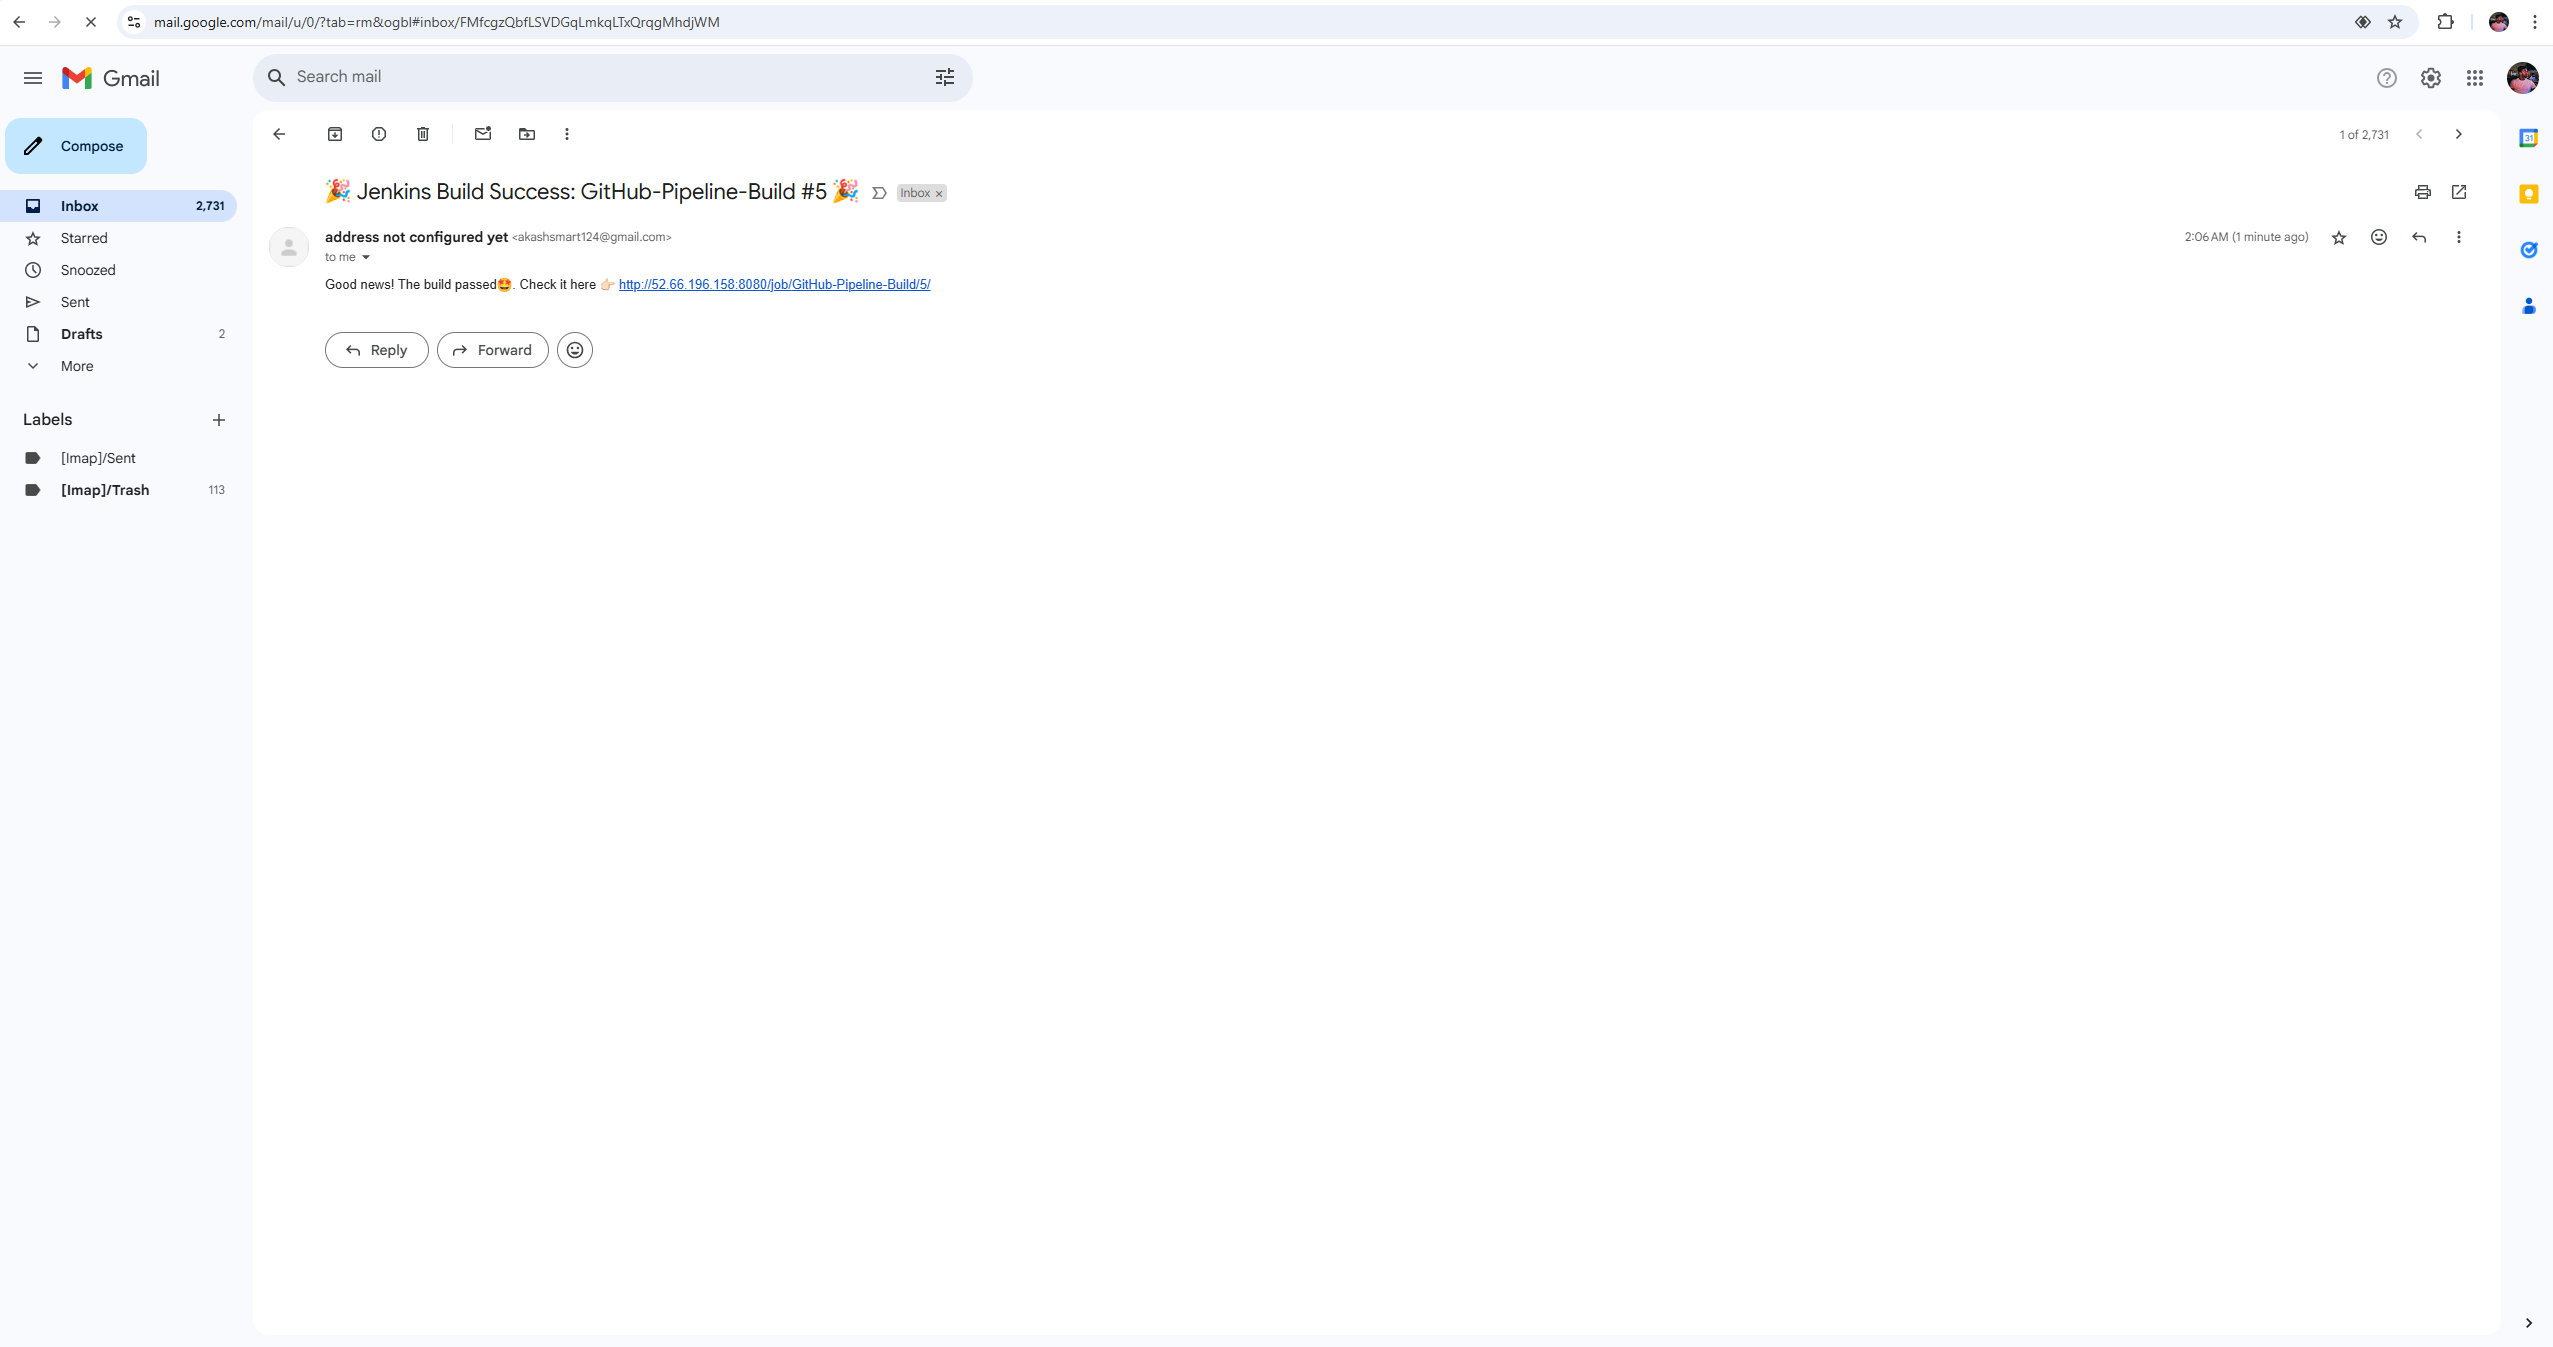 mail.google.com/mail/u/0/?tab=rm&ogbl#inbox/FMfcgzQbfLSVDGqLmkqLTxQrqgMhdjWM
Gmail
Search mail
Compose
1 of 2,731
Inbox 2,731
Starred
Snoozed
Sent
Drafts 2
More
Labels
[Imap]/Sent
[Imap]/Trash 113
🎉 Jenkins Build Success: GitHub-Pipeline-Build #5 🎉 Inbox ×
address not configured yet <akashsmart124@gmail.com> 2:06 AM (1 minute ago)
to me
Good news! The build passed🤩. Check it here 👉🏻 http://52.66.196.158:8080/job/GitHub-Pipeline-Build/5/
Reply Forward
31